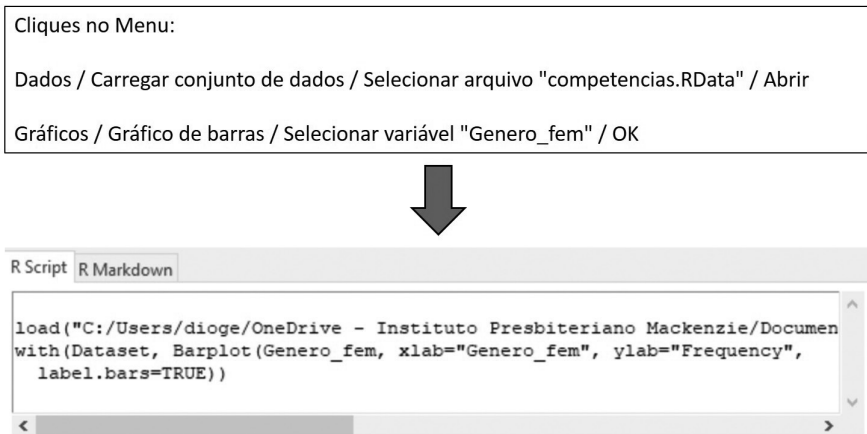 Cliques no Menu:
Dados / Carregar conjunto de dados / Selecionar arquivo "competencias.RData" / Abrir
Gráficos / Gráfico de barras / Selecionar variável "Genero_fem" / OK
R Script R Markdown
load("C:/Users/dioge/OneDrive - Instituto Presbiteriano Mackenzie/Documen
with(Dataset, Barplot(Genero_fem, xlab="Genero_fem", ylab="Frequency",
label.bars=TRUE))